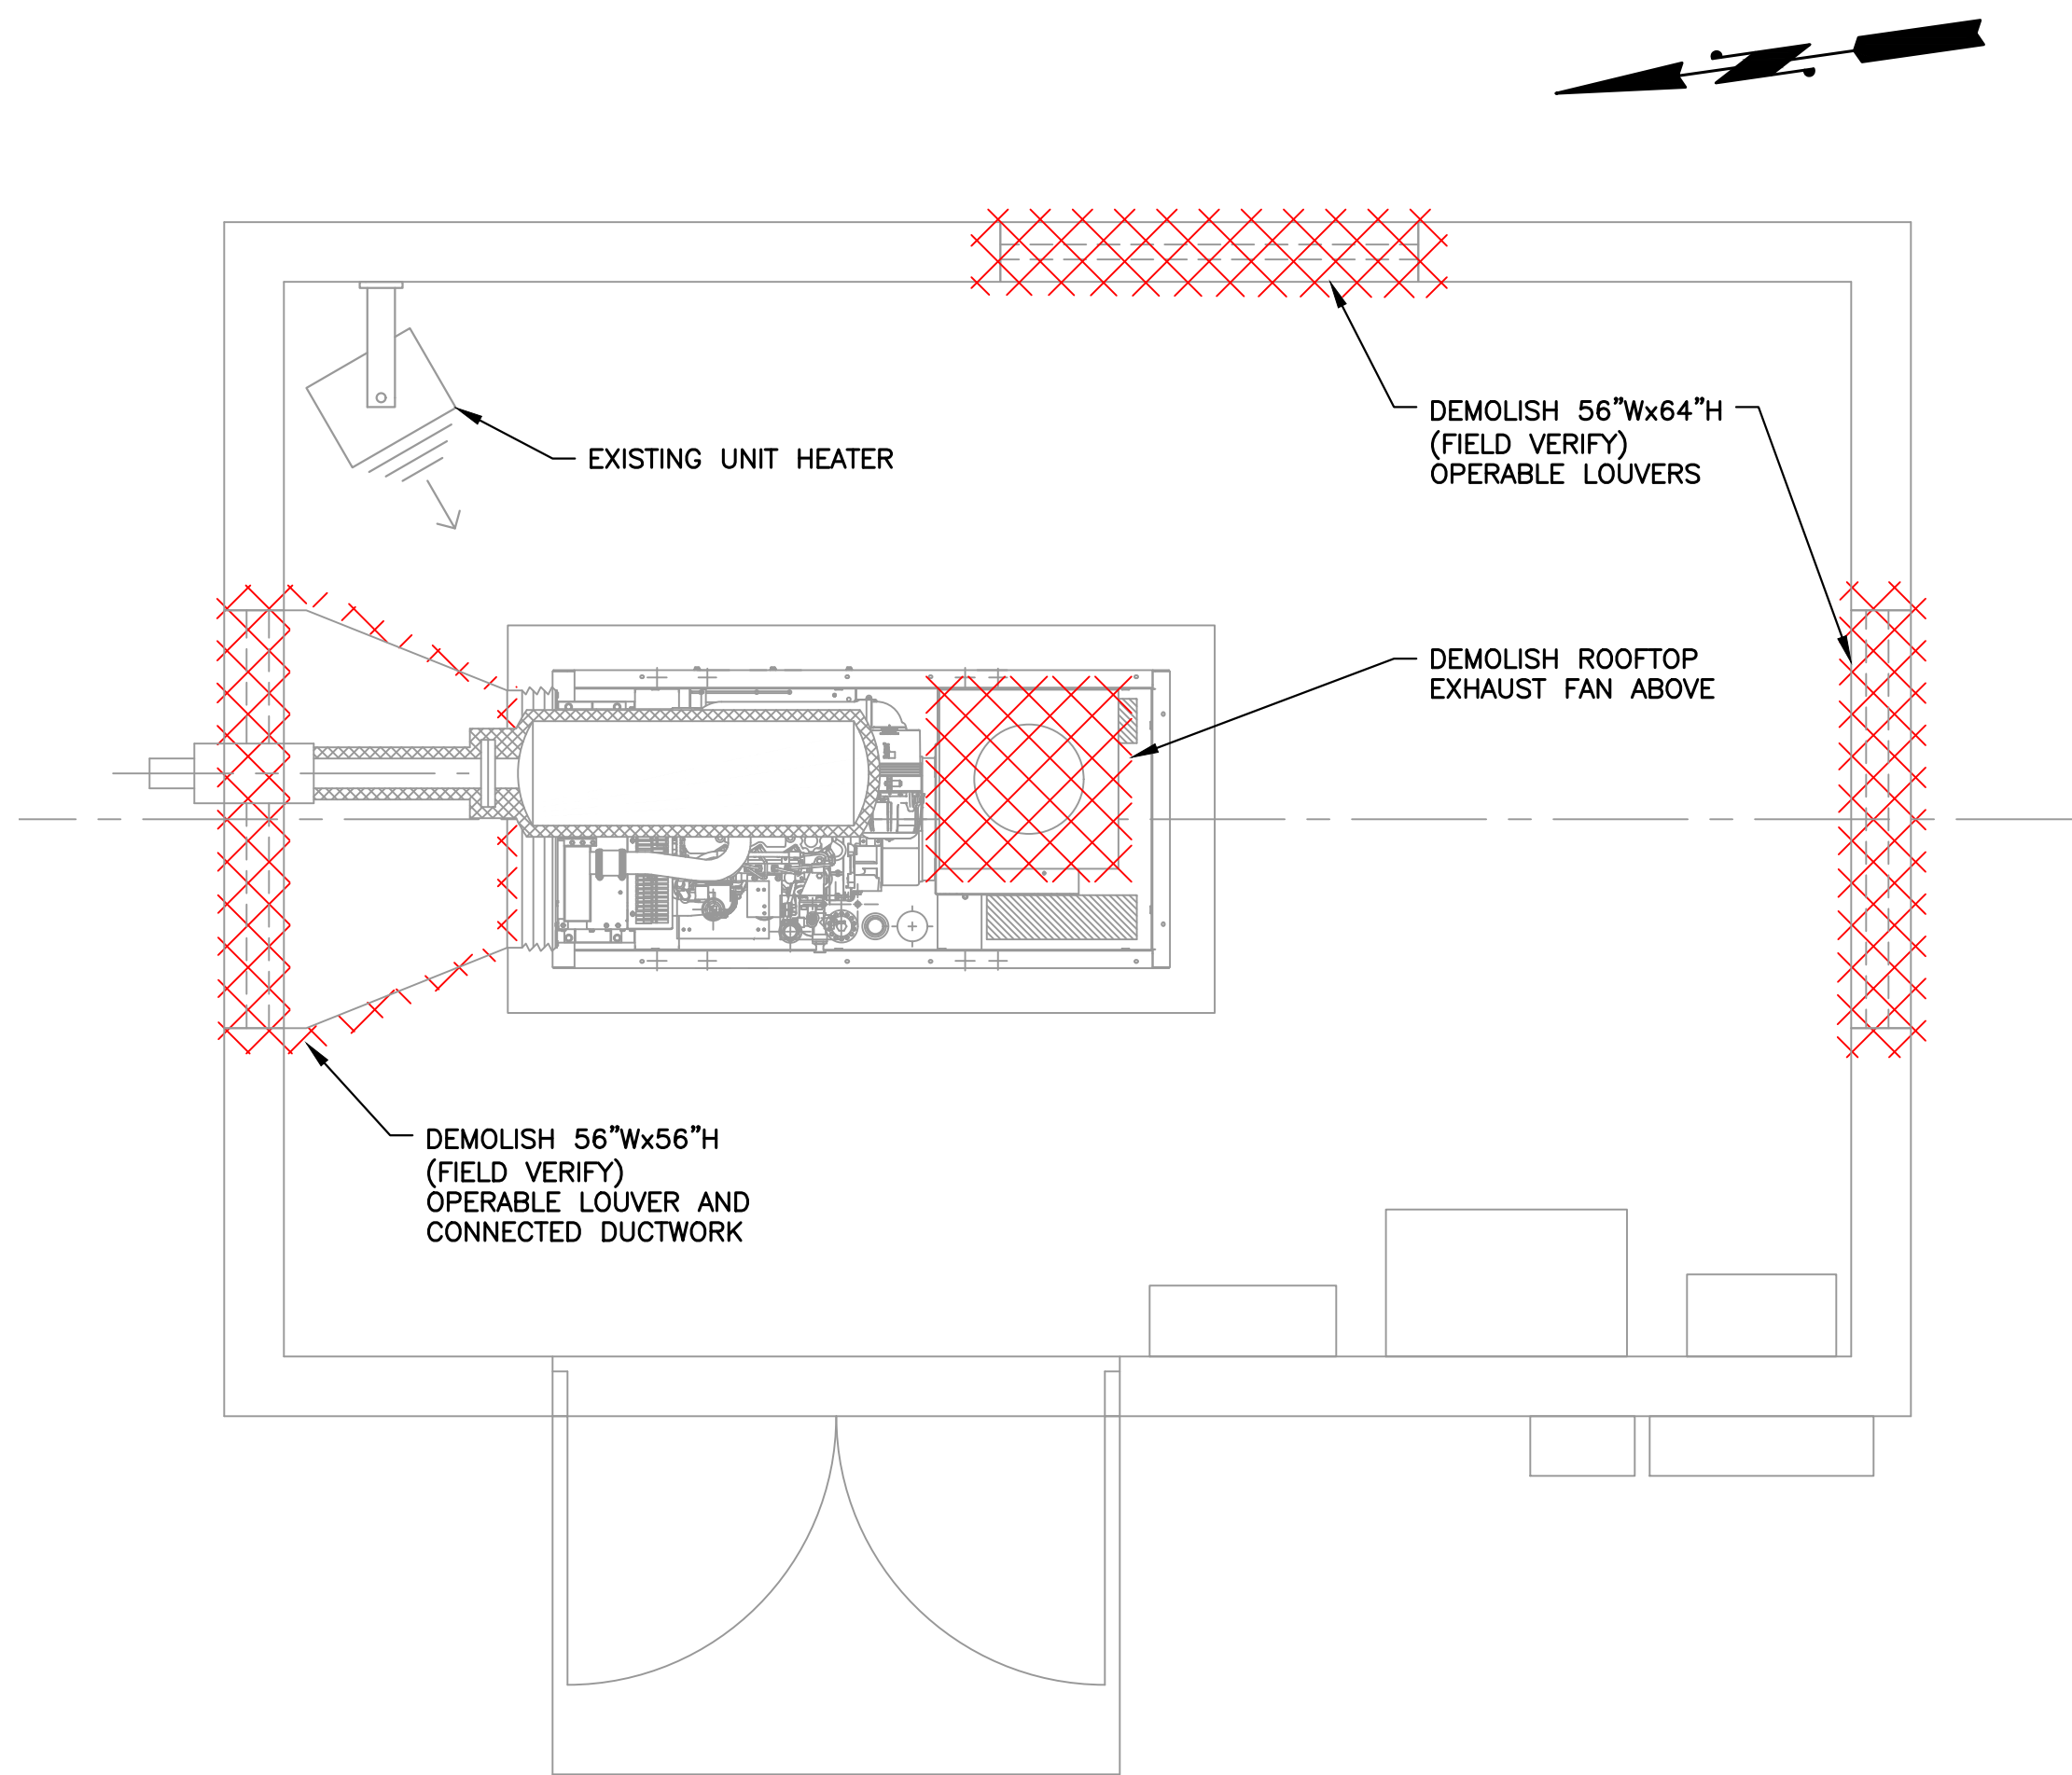 DEMOLISH 56"Wx64"H
(FIELD VERIFY)
OPERABLE LOUVERS
EXISTING UNIT HEATER
DEMOLISH ROOFTOP
EXHAUST FAN ABOVE
DEMOLISH 56"Wx56"H
(FIELD VERIFY)
OPERABLE LOUVER AND
CONNECTED DUCTWORK